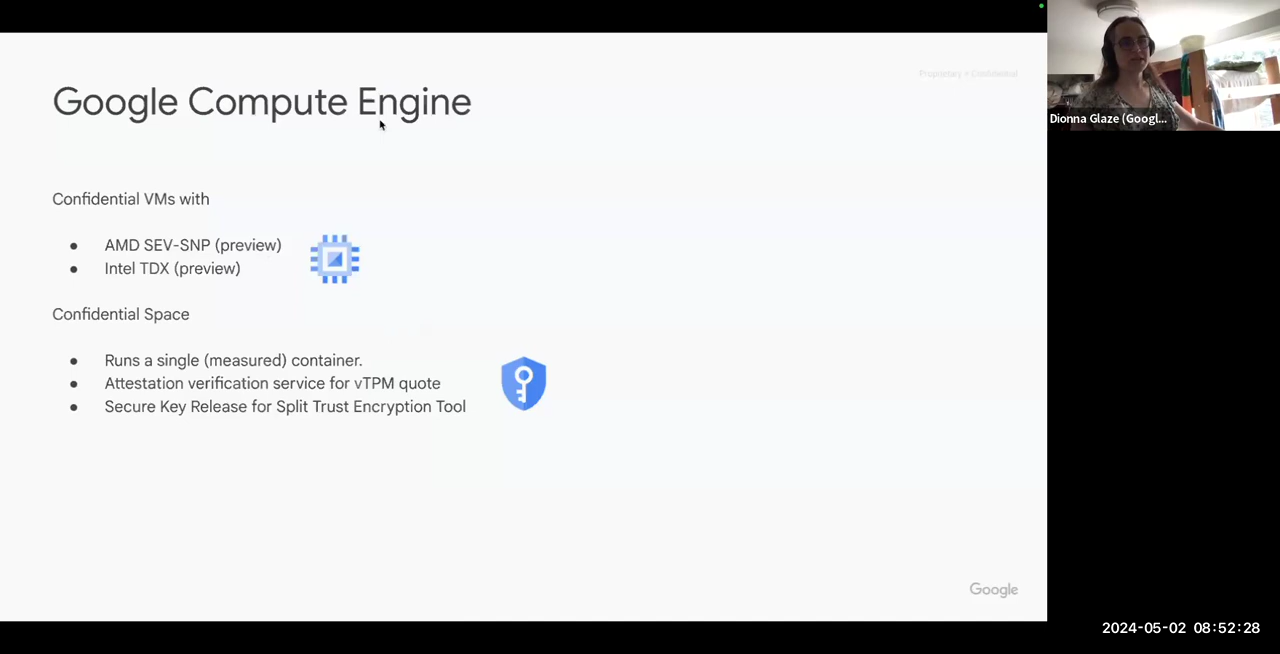 Proprietary + Confidential
Google Compute Engine
Dionna Glaze (Googl...
Confidential VMs with
● AMD SEV-SNP (preview)
● Intel TDX (preview)
Confidential Space
● Runs a single (measured) container.
● Attestation verification service for vTPM quote
● Secure Key Release for Split Trust Encryption Tool
Google
2024-05-02 08:52:28